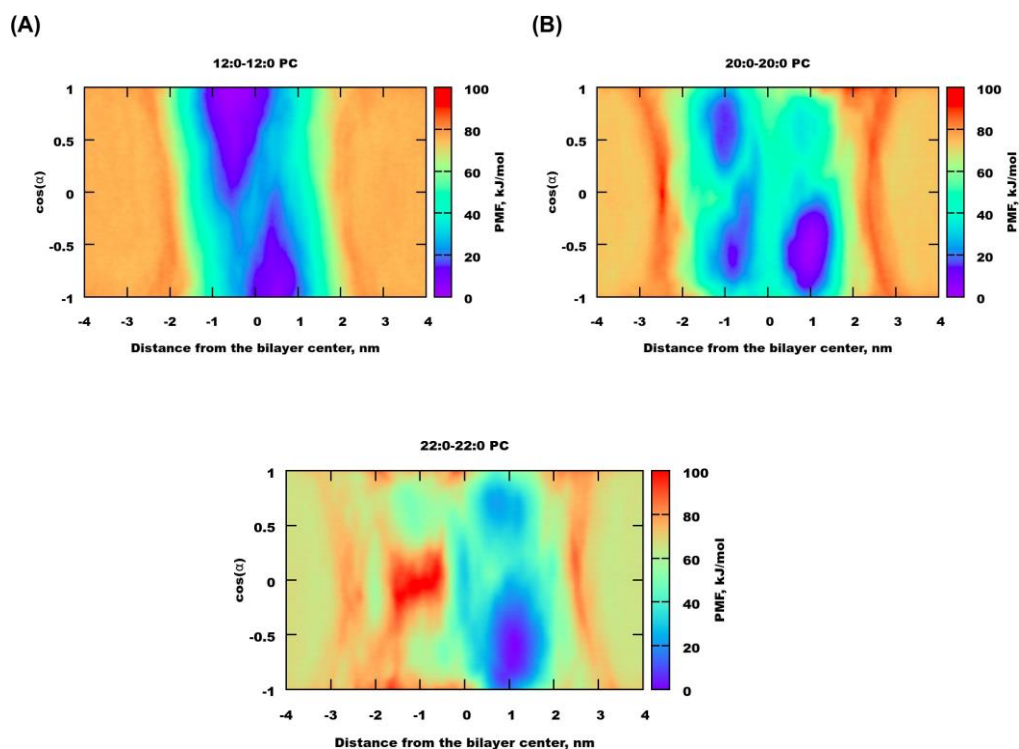 (A)
12:0-12:0 PC
1
0.5
0
-0.5
-1
cos(α)
-4 -3 -2 -1 0 1 2 3 4
Distance from the bilayer center, nm
100
80
60
40
20
0
PMF, kJ/mol
(B)
20:0-20:0 PC
1
0.5
0
-0.5
-1
cos(α)
-4 -3 -2 -1 0 1 2 3 4
Distance from the bilayer center, nm
100
80
60
40
20
0
PMF, kJ/mol
22:0-22:0 PC
1
0.5
0
-0.5
-1
cos(α)
-4 -3 -2 -1 0 1 2 3 4
Distance from the bilayer center, nm
100
80
60
40
20
0
PMF, kJ/mol